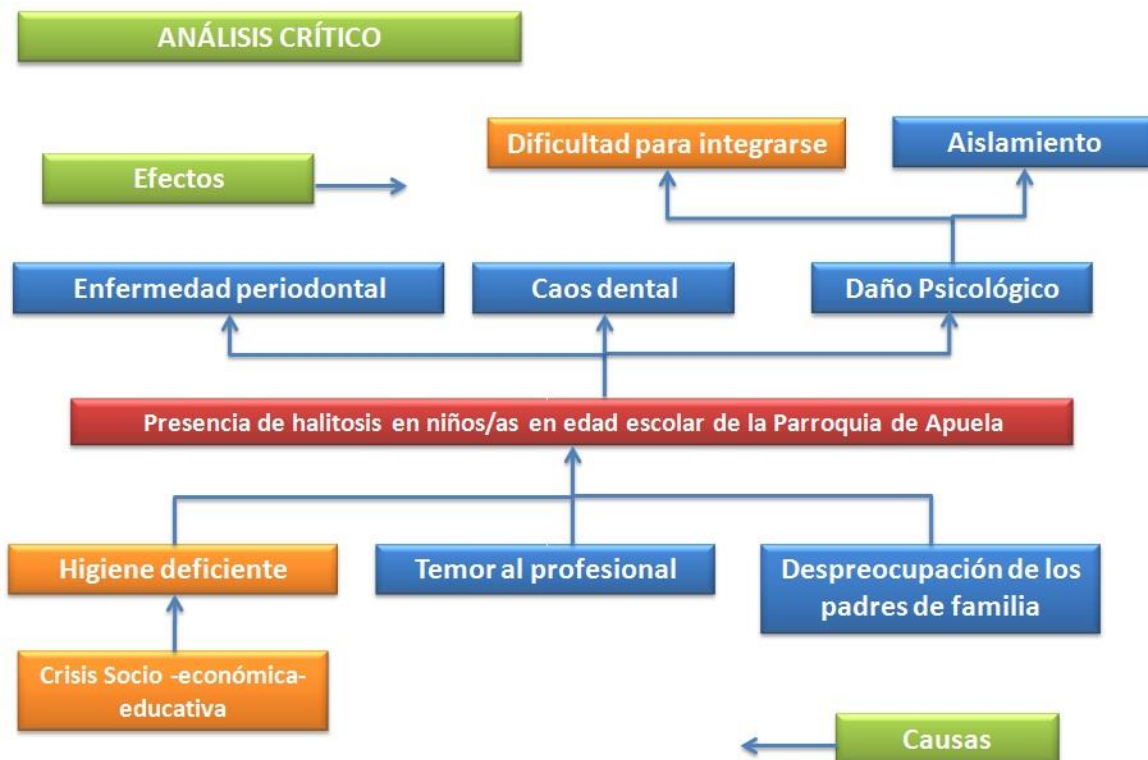 ANÁLISIS CRÍTICO
Dificultad para integrarse
Aislamiento
Efectos
Enfermedad periodontal
Caos dental
Daño Psicológico
Presencia de halitosis en niños/as en edad escolar de la Parroquia de Apuela
Higiene deficiente
Temor al profesional
Despreocupación de los
padres de familia
Crisis Socio -económica-
educativa
Causas